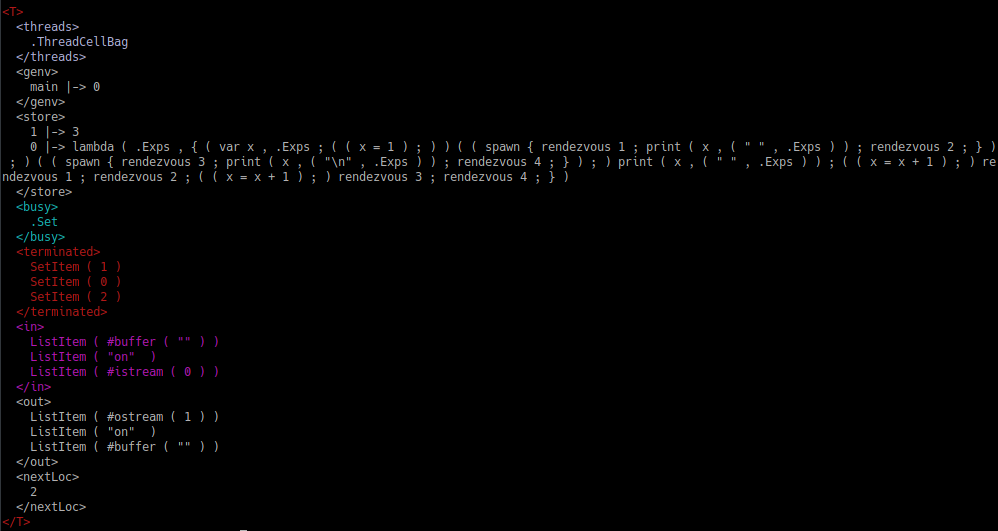 <T>
<threads>
.ThreadCellBag
</threads>
<genv>
main |-> 0
</genv>
<store>
1 |-> 3
0 |-> lambda ( .Exps , { ( var x , .Exps ; ( ( x = 1 ) ; ) ) ( ( spawn { rendezvous 1 ; print ( x , ( " " , .Exps ) ) ; rendezvous 2 ; } )
; ) ( ( spawn { rendezvous 3 ; print ( x , ( "\n" , .Exps ) ) ; rendezvous 4 ; } ) ; ) print ( x , ( " " , .Exps ) ) ; ( ( x = x + 1 ) ; ) re
ndezvous 1 ; rendezvous 2 ; ( ( x = x + 1 ) ; ) rendezvous 3 ; rendezvous 4 ; } )
</store>
<busy>
.Set
</busy>
<terminated>
SetItem ( 1 )
SetItem ( 0 )
SetItem ( 2 )
</terminated>
<in>
ListItem ( #buffer ( "" ) )
ListItem ( "on"  )
ListItem ( #istream ( 0 ) )
</in>
<out>
ListItem ( #ostream ( 1 ) )
ListItem ( "on"  )
ListItem ( #buffer ( "" ) )
</out>
<nextLoc>
2
</nextLoc>
</T>